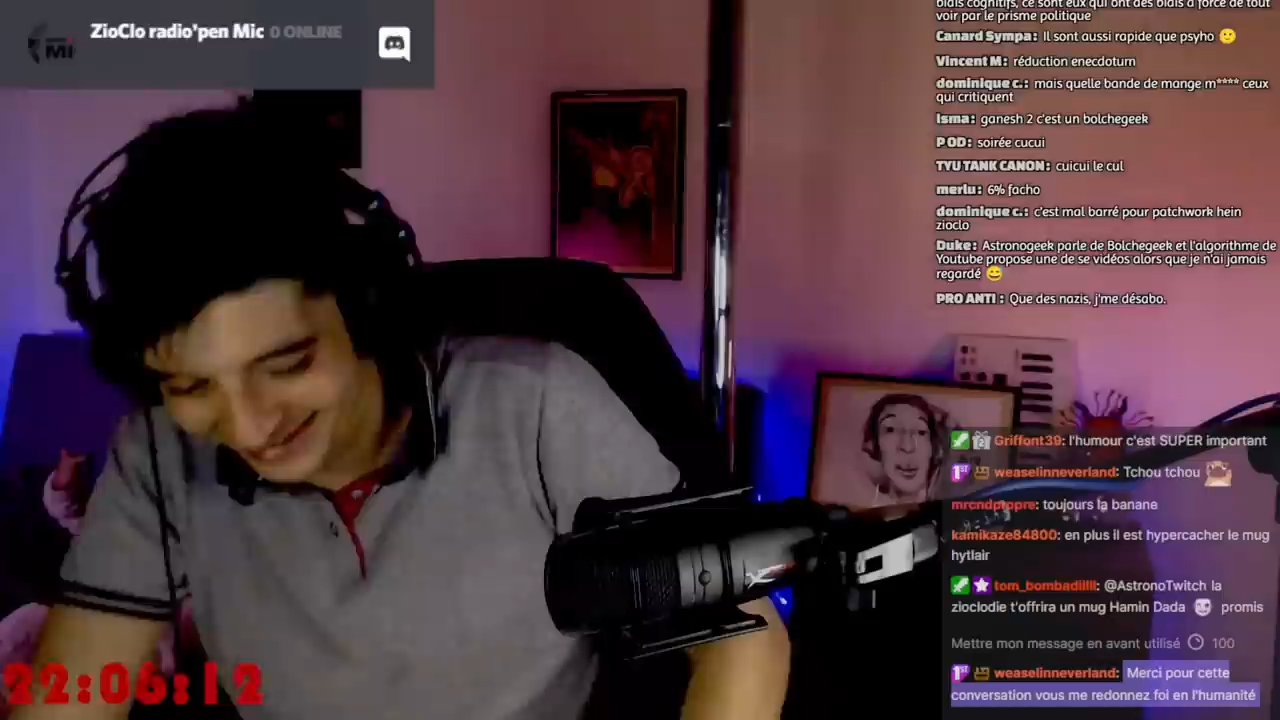 ZioClo radio'pen Mic 0 ONLINE
MI
biais cognitifs, ce sont eux qui ont des biais a force de tout
voir par le prisme politique
Canard Sympa : Il sont aussi rapide que psyho 🙂
Vincent M : réduction enecdotum
dominique c. : mais quelle bande de mange m**** ceux
qui critiquent
Isma : ganesh 2 c'est un bolchegeek
P OD : soirée cucui
TYU TANK CANON : cuicui le cul
merlu : 6% facho
dominique c. : c'est mal barré pour patchwork hein
zioclo
Duke : Astronogeek parle de Bolchegeek et l'algorithme de
Youtube propose une de se vidéos alors que je n'ai jamais
regardé 😄
PRO ANTI : Que des nazis, j'me désabo.
Griffont39: l'humour c'est SUPER important
weaselinneverland: Tchou tchou
mrcndpropre: toujours la banane
kamikaze84800: en plus il est hypercacher le mug
hytlair
tom_bombadillll: @AstronoTwitch la
zioclodie t'offrira un mug Hamin Dada promis
Mettre mon message en avant utilisé 100
weaselinneverland: Merci pour cette
conversation vous me redonnez foi en l'humanité
22:06:12